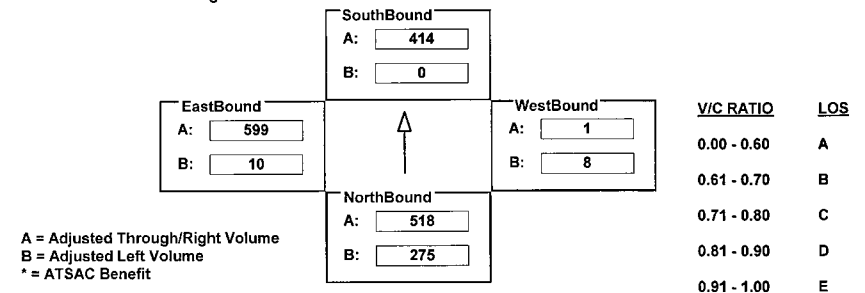 SouthBound
A: 414
B: 0
EastBound
A: 599
B: 10
WestBound
A: 1
B: 8
NorthBound
A: 518
B: 275
A = Adjusted Through/Right Volume
B = Adjusted Left Volume
* = ATSAC Benefit
V/C RATIO LOS
0.00 - 0.60 A
0.61 - 0.70 B
0.71 - 0.80 C
0.81 - 0.90 D
0.91 - 1.00 E